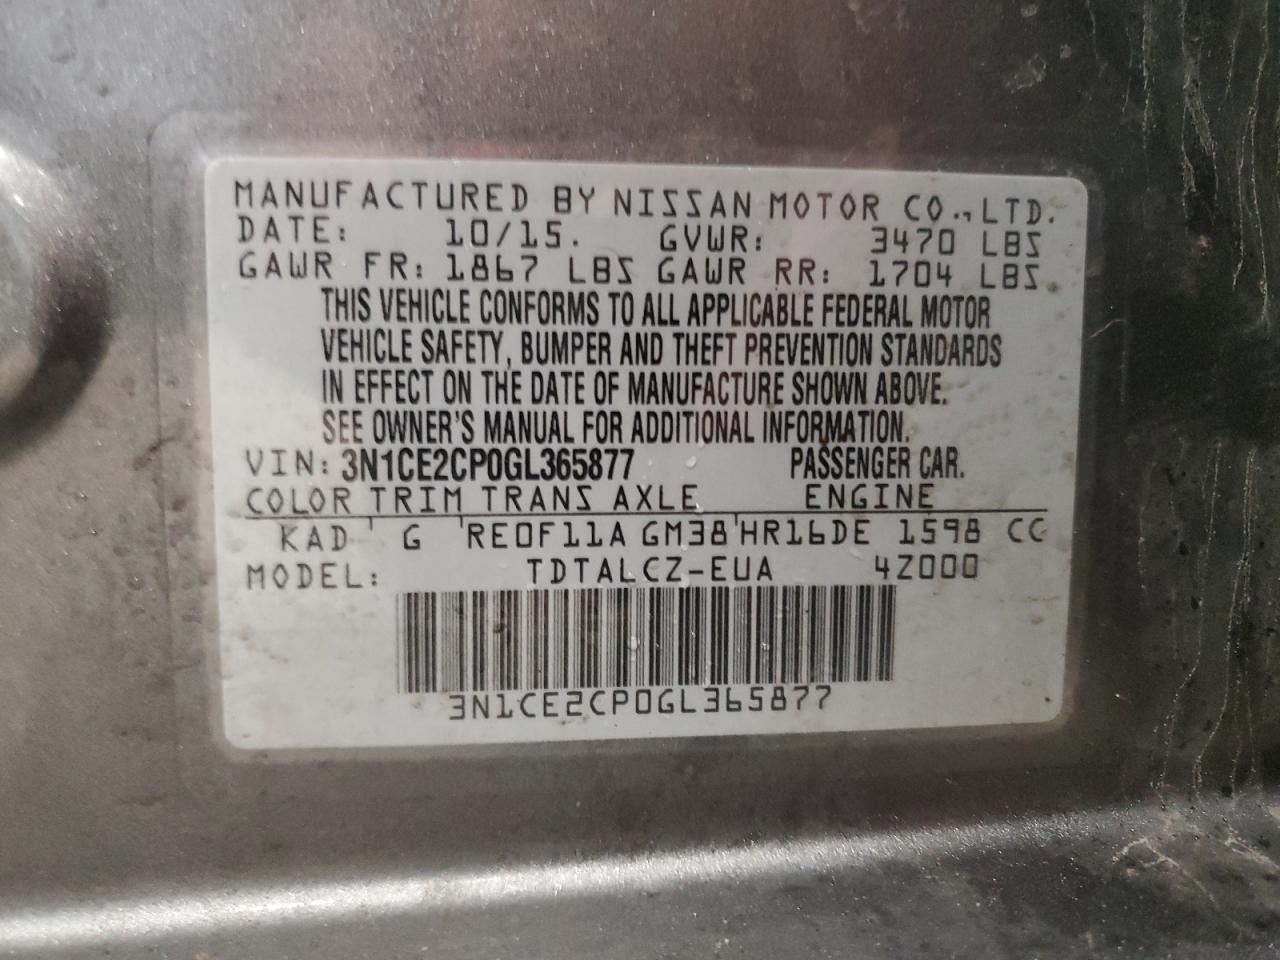 MANUFACTURED BY NISSAN MOTOR CO.,LTD.
DATE: 10/15. GVWR: 3470 LBS
GAWR FR: 1867 LBS GAWR RR: 1704 LBS
THIS VEHICLE CONFORMS TO ALL APPLICABLE FEDERAL MOTOR
VEHICLE SAFETY, BUMPER AND THEFT PREVENTION STANDARDS
IN EFFECT ON THE DATE OF MANUFACTURE SHOWN ABOVE.
SEE OWNER'S MANUAL FOR ADDITIONAL INFORMATION.
VIN: 3N1CE2CP0GL365877 PASSENGER CAR.
COLOR TRIM TRANS AXLE ENGINE
KAD ' G ' RE0F11A GM38 ' HR16DE 1598 CC
MODEL: TDTALCZ-EUA 4Z000
3N1CE2CP0GL365877